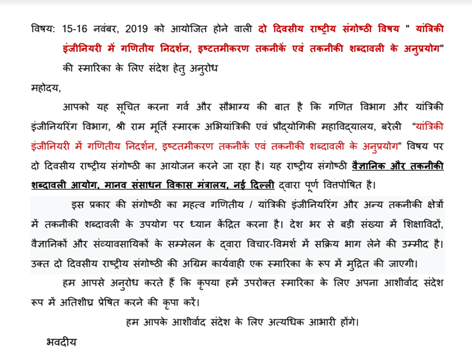 विषय: 15-16 नवंबर, 2019 को आयोजित होने वाली दो दिवसीय राष्ट्रीय संगोष्ठी विषय " यांत्रिकी
इंजीनियरी में गणितीय निदर्शन, इष्टतमीकरण तकनीकें एवं तकनीकी शब्दावली के अनुप्रयोग"
की स्मारिका के लिए संदेश हेतु अनुरोध
महोदय,
आपको यह सूचित करना गर्व और सौभाग्य की बात है कि गणित विभाग और यांत्रिकी
इंजीनियरिंग विभाग, श्री राम मूर्ति स्मारक अभियांत्रिकी एवं प्रौद्योगिकी महाविद्यालय, बरेली "यांत्रिकी
इंजीनियरी में गणितीय निदर्शन, इष्टतमीकरण तकनीकें एवं तकनीकी शब्दावली के अनुप्रयोग" विषय पर
दो दिवसीय राष्ट्रीय संगोष्ठी का आयोजन करने जा रहा है। यह राष्ट्रीय संगोष्ठी वैज्ञानिक और तकनीकी
शब्दावली आयोग, मानव संसाधन विकास मंत्रालय, नई दिल्ली द्वारा पूर्ण वित्तपोषित है।
इस प्रकार की संगोष्ठी का महत्व गणितीय / यांत्रिकी इंजीनियरिंग और अन्य तकनीकी क्षेत्रों
में तकनीकी शब्दावली के उपयोग पर ध्यान केंद्रित करना है। देश भर से बड़ी संख्या में शिक्षाविदों,
वैज्ञानिकों और संव्यावसायिकों के सम्मेलन के द्वारा विचार-विमर्श में सक्रिय भाग लेने की उम्मीद है।
उक्त दो दिवसीय राष्ट्रीय संगोष्ठी की अग्रिम कार्यवाही एक स्मारिका के रूप में मुद्रित की जाएगी।
हम आपसे अनुरोध करते हैं कि कृपया हमें उपरोक्त स्मारिका के लिए अपना आशीर्वाद संदेश
रूप में अतिशीघ्र प्रेषित करने की कृपा करें।
हम आपके आशीर्वाद संदेश के लिए अत्यधिक आभारी होंगे।
भवदीय